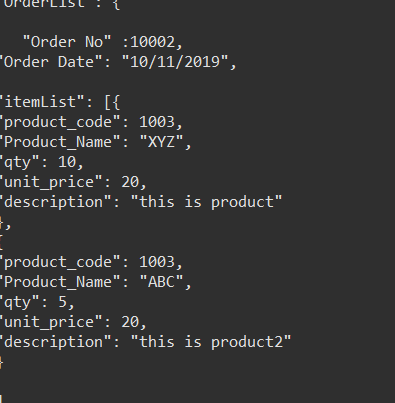 OrderList": {
"Order No" :10002,
"Order Date": "10/11/2019",
"itemList": [{
"product_code": 1003,
"Product_Name": "XYZ",
"qty": 10,
"unit_price": 20,
"description": "this is product"
},
{
"product_code": 1003,
"Product_Name": "ABC",
"qty": 5,
"unit_price": 20,
"description": "this is product2"
}
]